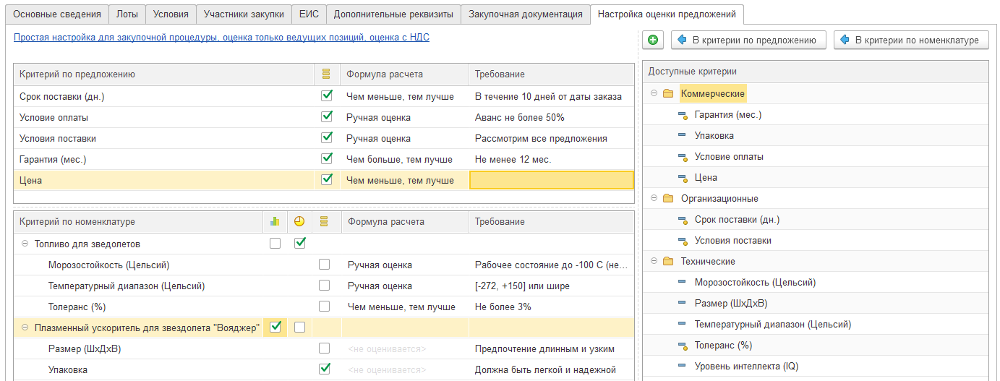 Основные сведения Лоты Условия Участники закупки ЕИС Дополнительные реквизиты Закупочная документация Настройка оценки предложений
Простая настройка для закупочной процедуры, оценка только ведущих позиций, оценка с НДС
Критерий по предложению Формула расчета Требование
Срок поставки (дн.) Чем меньше, тем лучше В течение 10 дней от даты заказа
Условие оплаты Ручная оценка Аванс не более 50%
Условия поставки Ручная оценка Рассмотрим все предложения
Гарантия (мес.) Чем больше, тем лучше Не менее 12 мес.
Цена Чем меньше, тем лучше
Критерий по номенклатуре Формула расчета Требование
Топливо для зведолетов
Морозостойкость (Цельсий) Ручная оценка Рабочее состояние до -100 С (не...
Температурный диапазон (Цельсий) Ручная оценка [-272, +150] или шире
Толеранс (%) Чем меньше, тем лучше Не более 3%
Плазменный ускоритель для звездолета "Вояджер"
Размер (ШхДхВ) <не оценивается> Предпочтение длинным и узким
Упаковка <не оценивается> Должна быть легкой и надежной
В критерии по предложению В критерии по номенклатуре
Доступные критерии
Коммерческие
Гарантия (мес.)
Упаковка
Условие оплаты
Цена
Организационные
Срок поставки (дн.)
Условия поставки
Технические
Морозостойкость (Цельсий)
Размер (ШхДхВ)
Температурный диапазон (Цельсий)
Толеранс (%)
Уровень интеллекта (IQ)